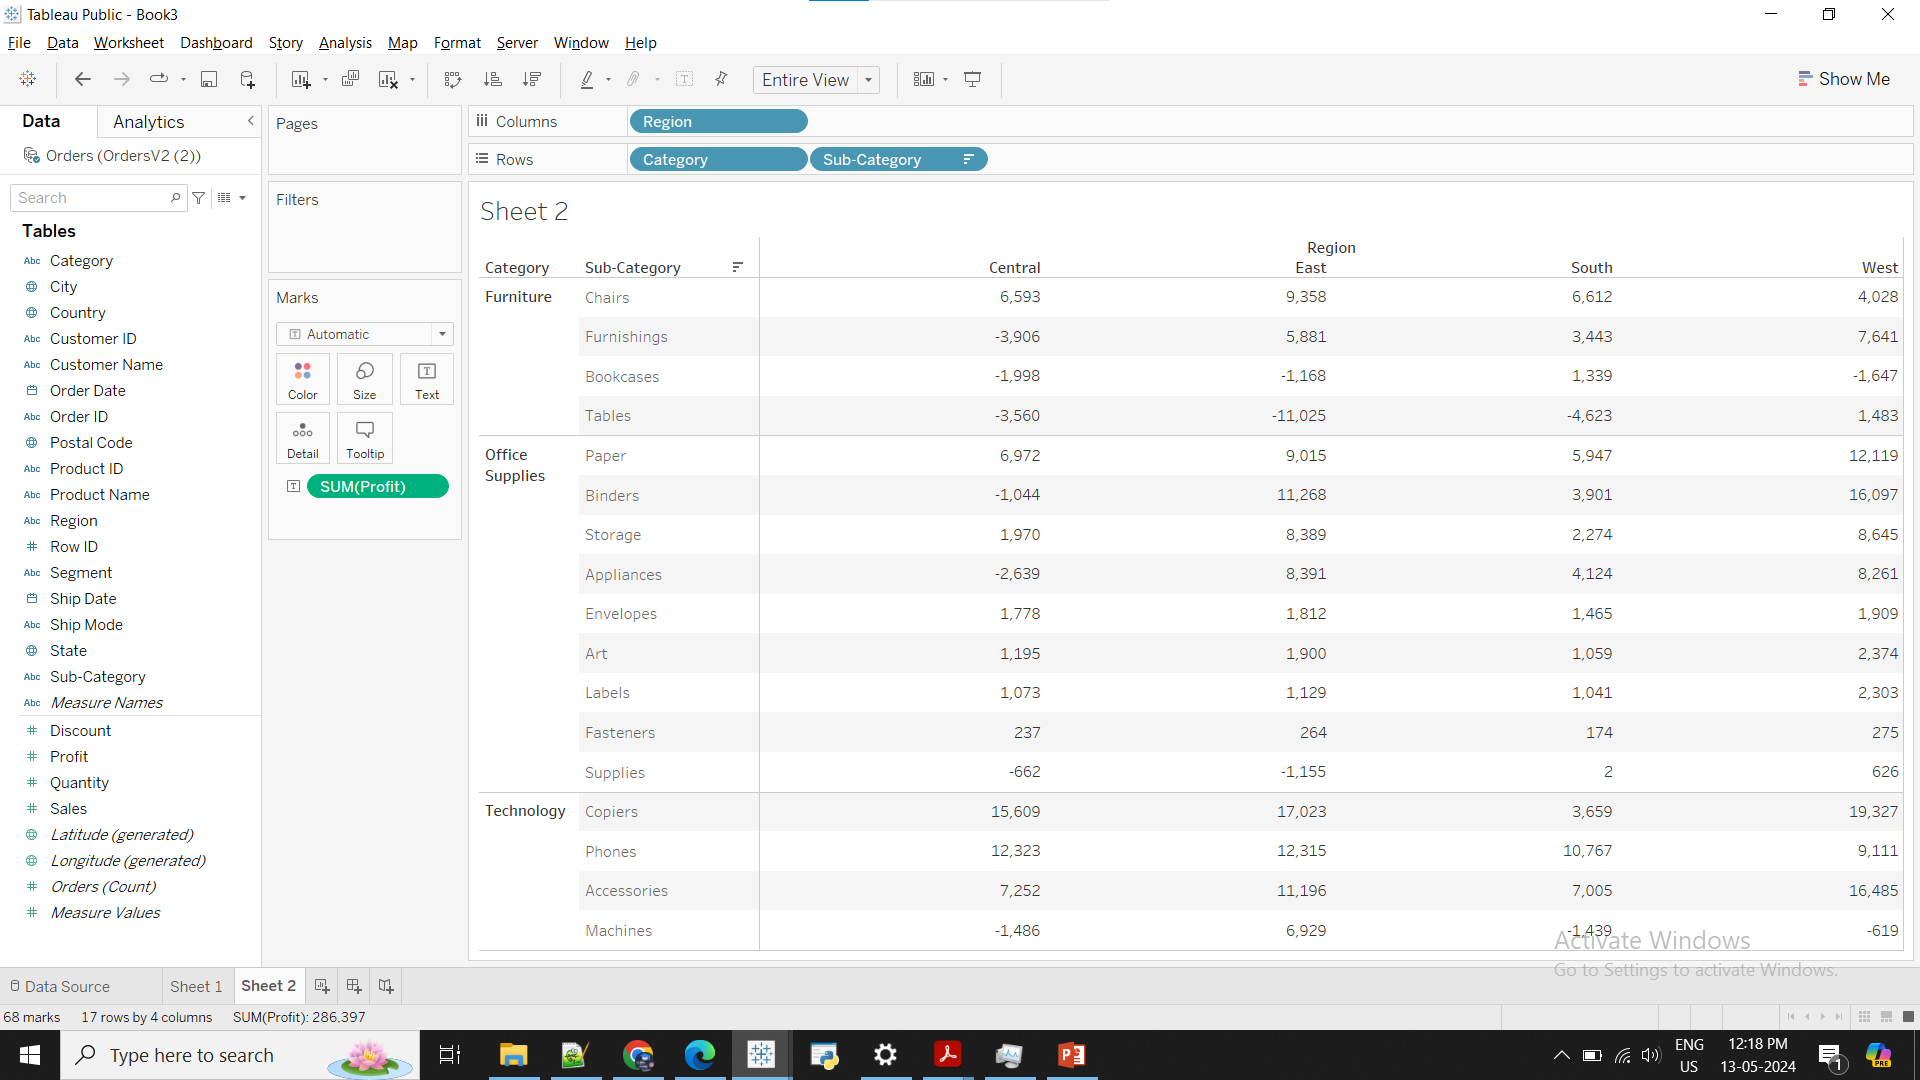 Tableau Public - Book3
File Data Worksheet Dashboard Story Analysis Map Format Server Window Help
Entire View
Show Me
Data Analytics
Orders (OrdersV2 (2))
Search
Tables
Abc Category
City
Country
Abc Customer ID
Abc Customer Name
Order Date
Abc Order ID
Postal Code
Abc Product ID
Abc Product Name
Abc Region
# Row ID
Abc Segment
Ship Date
Abc Ship Mode
State
Abc Sub-Category
Abc Measure Names
# Discount
# Profit
# Quantity
# Sales
Latitude (generated)
Longitude (generated)
# Orders (Count)
# Measure Values
Pages
Filters
Marks
T Automatic
Color Size Text
Detail Tooltip
T SUM(Profit)
Columns Region
Rows Category Sub-Category
Sheet 2
Region
Category Sub-Category Central East South West
Furniture Chairs 6,593 9,358 6,612 4,028
Furnishings -3,906 5,881 3,443 7,641
Bookcases -1,998 -1,168 1,339 -1,647
Tables -3,560 -11,025 -4,623 1,483
Office Supplies Paper 6,972 9,015 5,947 12,119
Binders -1,044 11,268 3,901 16,097
Storage 1,970 8,389 2,274 8,645
Appliances -2,639 8,391 4,124 8,261
Envelopes 1,778 1,812 1,465 1,909
Art 1,195 1,900 1,059 2,374
Labels 1,073 1,129 1,041 2,303
Fasteners 237 264 174 275
Supplies -662 -1,155 2 626
Technology Copiers 15,609 17,023 3,659 19,327
Phones 12,323 12,315 10,767 9,111
Accessories 7,252 11,196 7,005 16,485
Machines -1,486 6,929 -1,439 -619
Activate Windows
Go to Settings to activate Windows.
Data Source Sheet 1 Sheet 2
68 marks 17 rows by 4 columns SUM(Profit): 286,397
Type here to search
ENG
US
12:18 PM
13-05-2024
1
PRE